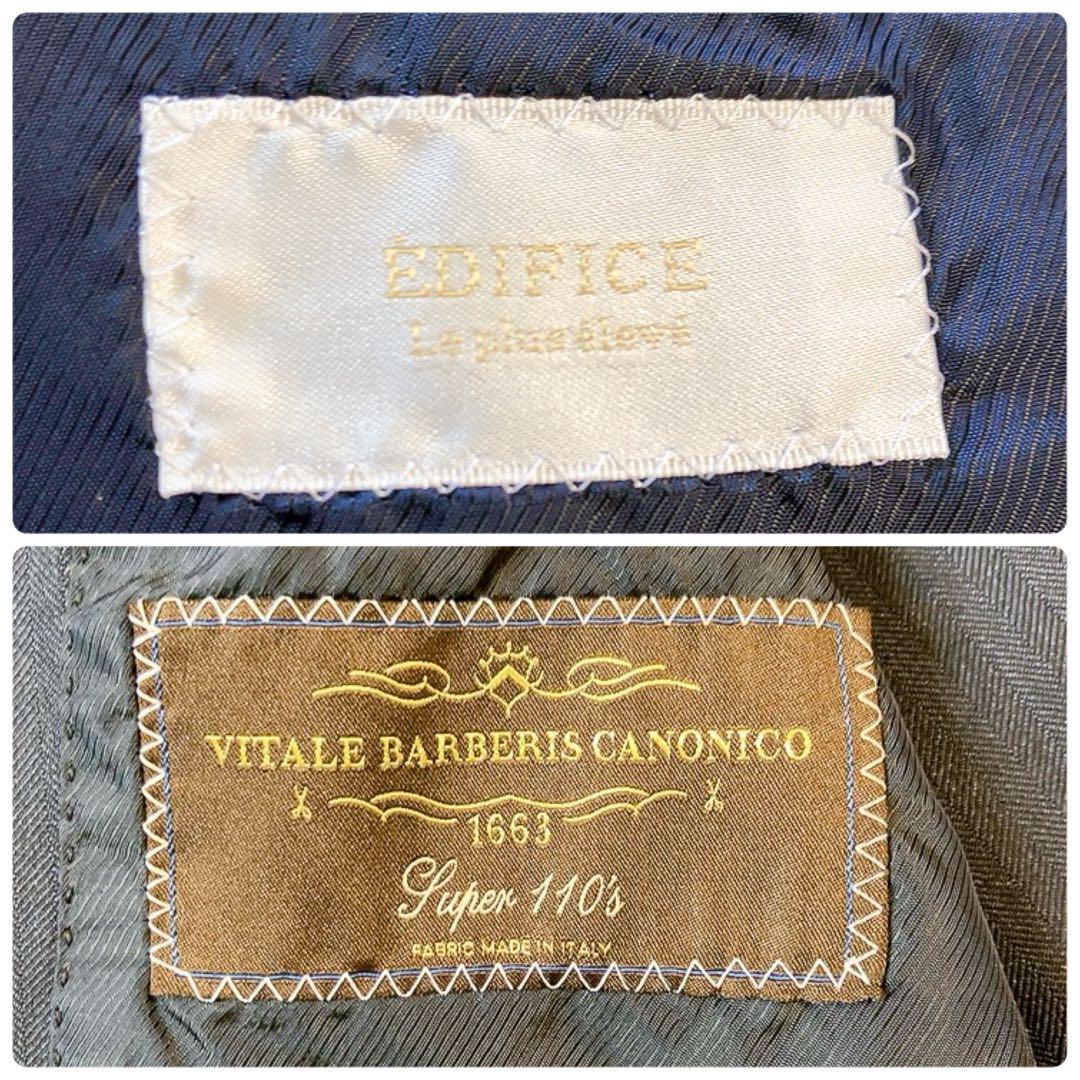 ÉDIFICE
Le plus élevé
VITALE BARBERIS CANONICO
1663
Super 110's
FABRIC MADE IN ITALY